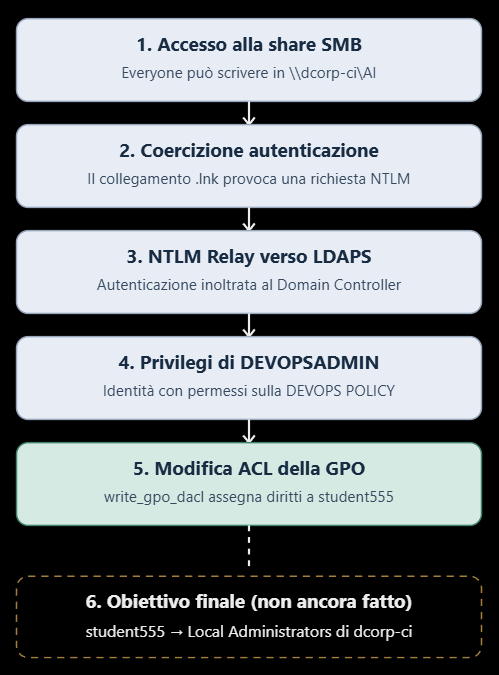 1. Accesso alla share SMB
Everyone può scrivere in \\dcorp-ci\AI
2. Coercizione autenticazione
Il collegamento .lnk provoca una richiesta NTLM
3. NTLM Relay verso LDAPS
Autenticazione inoltrata al Domain Controller
4. Privilegi di DEVOPSADMIN
Identità con permessi sulla DEVOPS POLICY
5. Modifica ACL della GPO
write_gpo_dacl assegna diritti a student555
6. Obiettivo finale (non ancora fatto)
student555 → Local Administrators di dcorp-ci